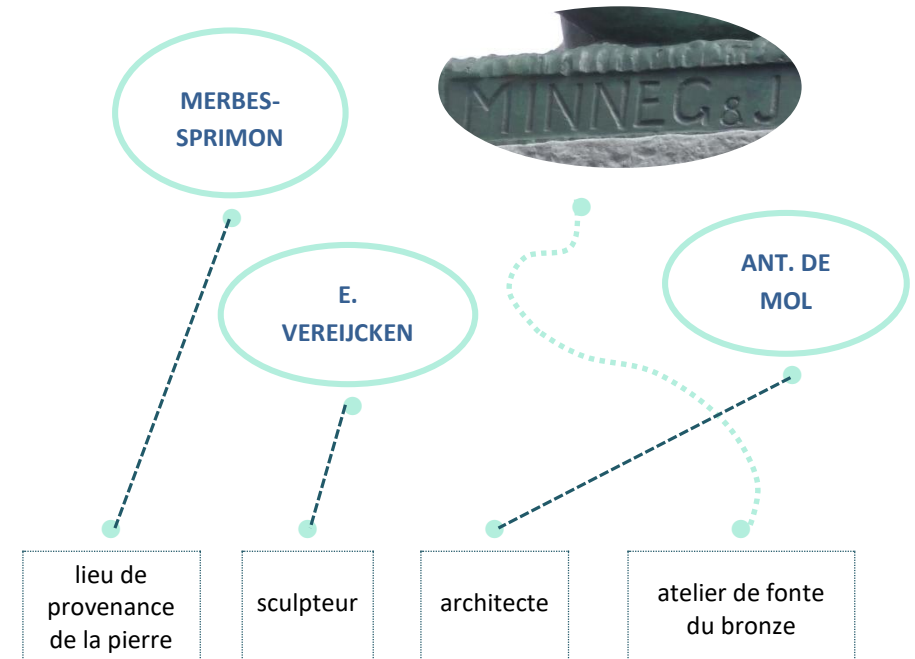 MERBES-
SPRIMON
MINNEG&J
E.
VEREIJCKEN
ANT. DE
MOL
lieu de
provenance
de la pierre
sculpteur
architecte
atelier de fonte
du bronze